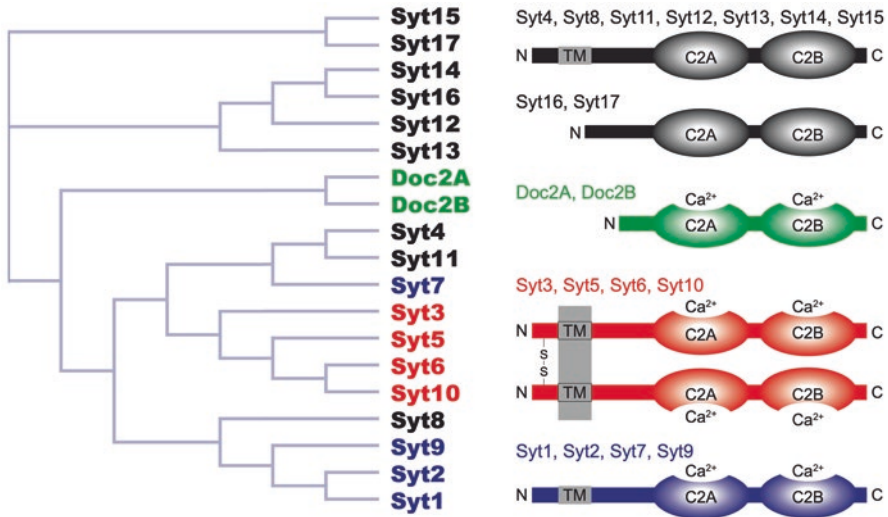 Syt15
Syt17
Syt14
Syt16
Syt12
Syt13
Doc2A
Doc2B
Syt4
Syt11
Syt7
Syt3
Syt5
Syt6
Syt10
Syt8
Syt9
Syt2
Syt1
Syt4, Syt8, Syt11, Syt12, Syt13, Syt14, Syt15
N TM C2A C2B C
Syt16, Syt17
N C2A C2B C
Doc2A, Doc2B
Ca²⁺ Ca²⁺
N C2A C2B C
Syt3, Syt5, Syt6, Syt10
Ca²⁺ Ca²⁺
N TM C2A C2B C
S
S
N TM C2A C2B C
Ca²⁺ Ca²⁺
Syt1, Syt2, Syt7, Syt9
Ca²⁺ Ca²⁺
N TM C2A C2B C